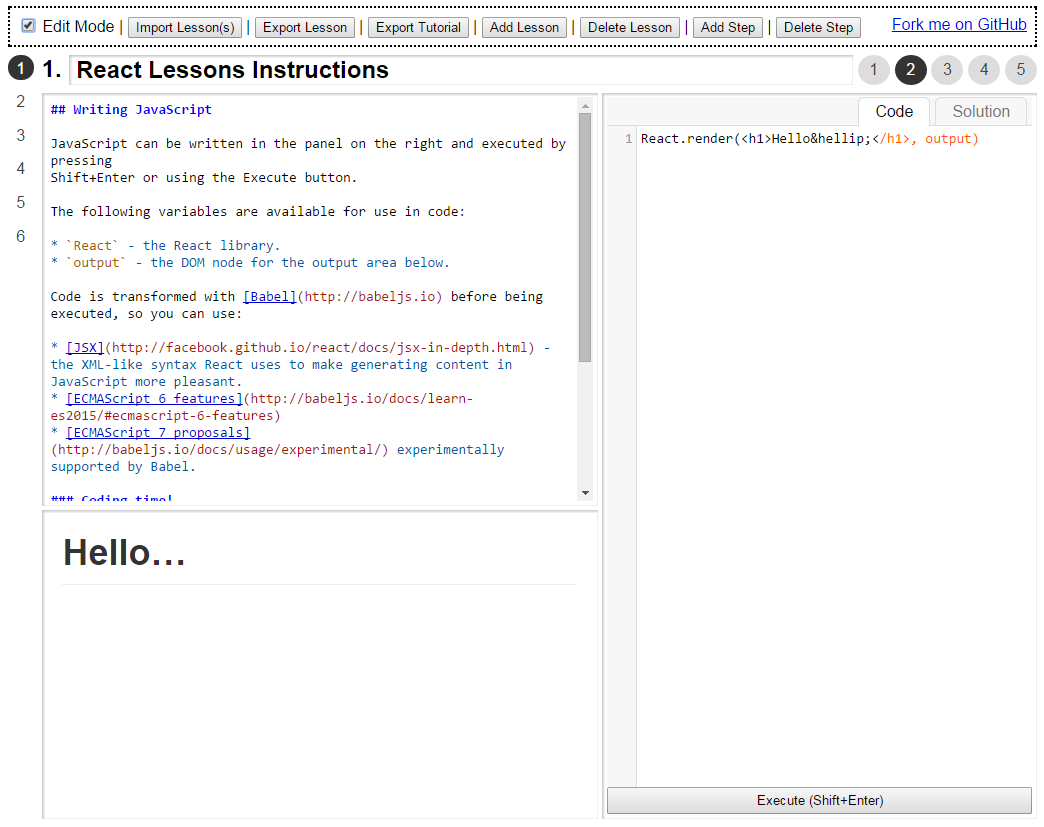 Edit Mode | Import Lesson(s) | Export Lesson | Export Tutorial | Add Lesson | Delete Lesson | Add Step | Delete Step Fork me on GitHub
1 1. React Lessons Instructions 1 2 3 4 5
2
3
4
5
6
## Writing JavaScript
JavaScript can be written in the panel on the right and executed by
pressing
Shift+Enter or using the Execute button.
The following variables are available for use in code:
* `React` - the React library.
* `output` - the DOM node for the output area below.
Code is transformed with [Babel](http://babeljs.io) before being
executed, so you can use:
* [JSX](http://facebook.github.io/react/docs/jsx-in-depth.html) -
the XML-like syntax React uses to make generating content in
JavaScript more pleasant.
* [ECMAScript 6 features](http://babeljs.io/docs/learn-
es2015/#ecmascript-6-features)
* [ECMAScript 7 proposals]
(http://babeljs.io/docs/usage/experimental/) experimentally
supported by Babel.
### Coding time!
Hello…
Code Solution
1 React.render(<h1>Hello&hellip;</h1>, output)
Execute (Shift+Enter)